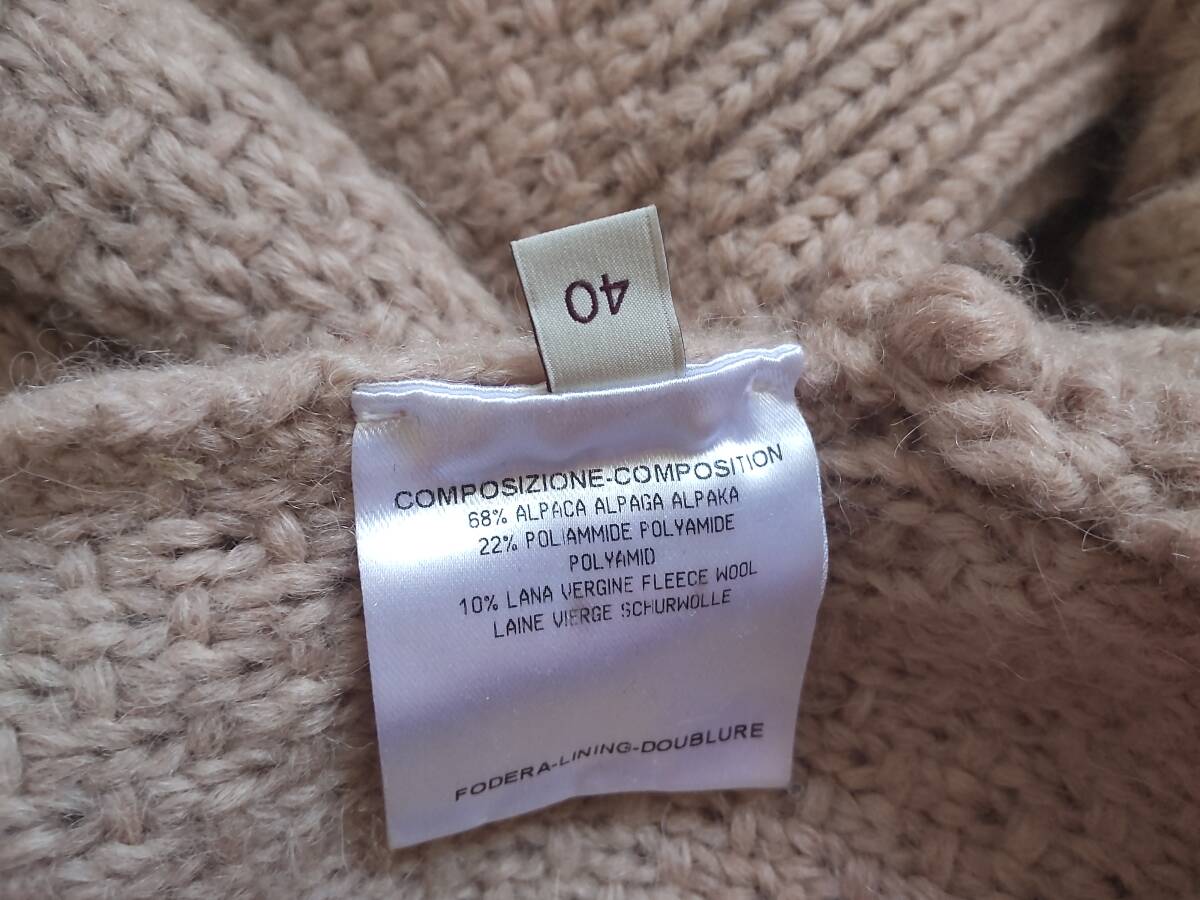 40
COMPOSIZIONE-COMPOSITION
68% ALPACA ALPAGA ALPAKA
22% POLIAMMIDE POLYAMIDE
POLYAMID
10% LANA VERGINE FLEECE WOOL
LAINE VIERGE SCHURWOLLE
FODERA-LINING-DOUBLURE